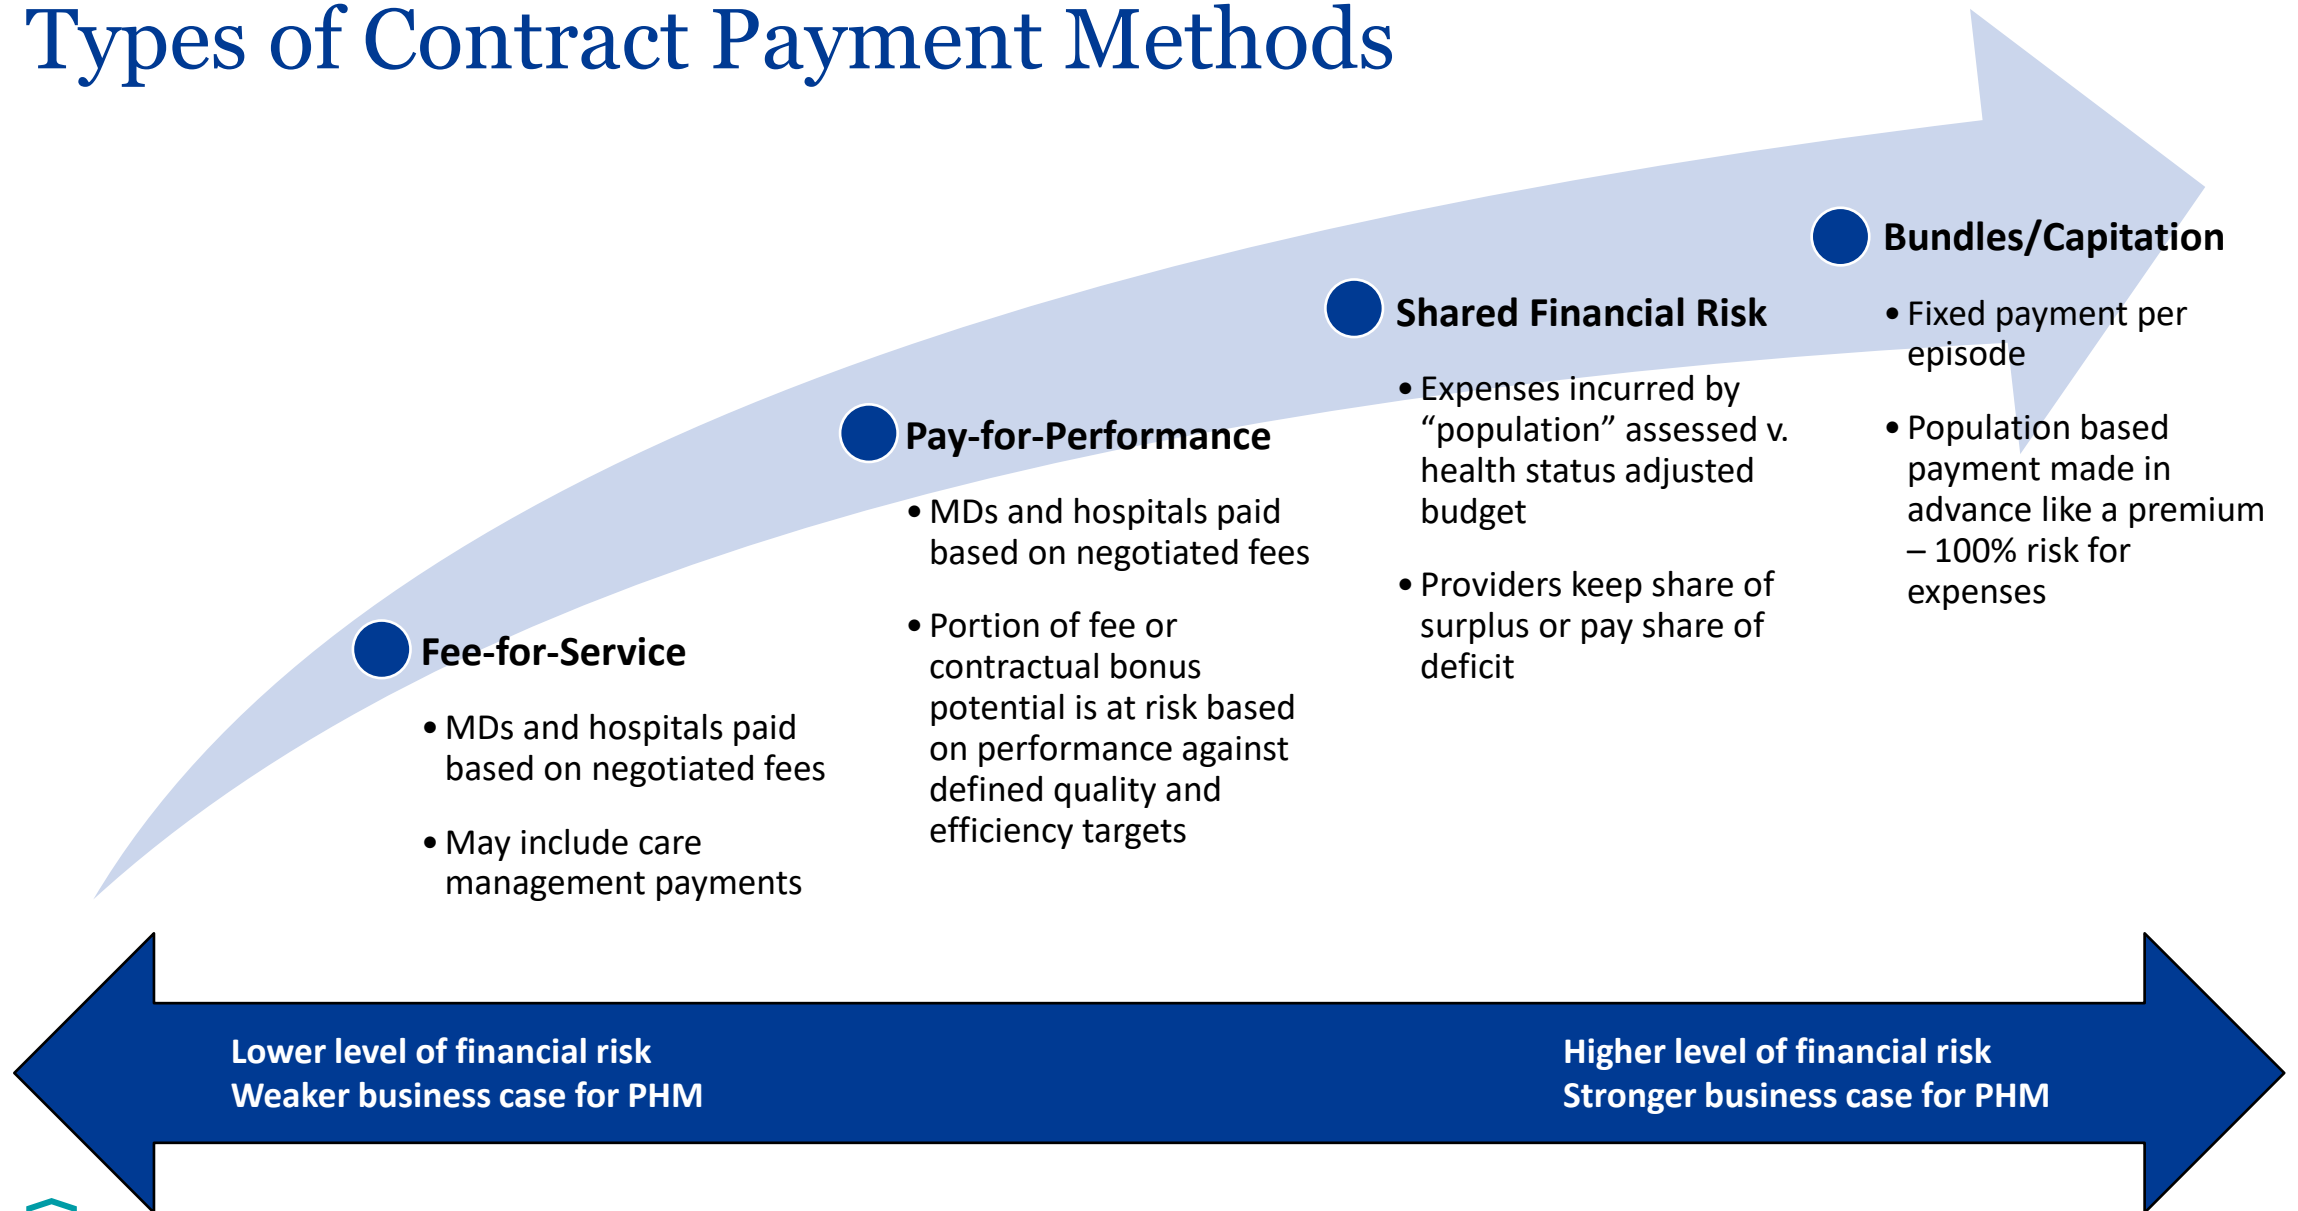 Types of Contract Payment Methods
Fee-for-Service
• MDs and hospitals paid
based on negotiated fees
• May include care
management payments
Pay-for-Performance
• MDs and hospitals paid
based on negotiated fees
• Portion of fee or
contractual bonus
potential is at risk based
on performance against
defined quality and
efficiency targets
Shared Financial Risk
• Expenses incurred by
“population” assessed v.
health status adjusted
budget
• Providers keep share of
surplus or pay share of
deficit
Bundles/Capitation
• Fixed payment per
episode
• Population based
payment made in
advance like a premium
– 100% risk for
expenses
Lower level of financial risk
Weaker business case for PHM
Higher level of financial risk
Stronger business case for PHM